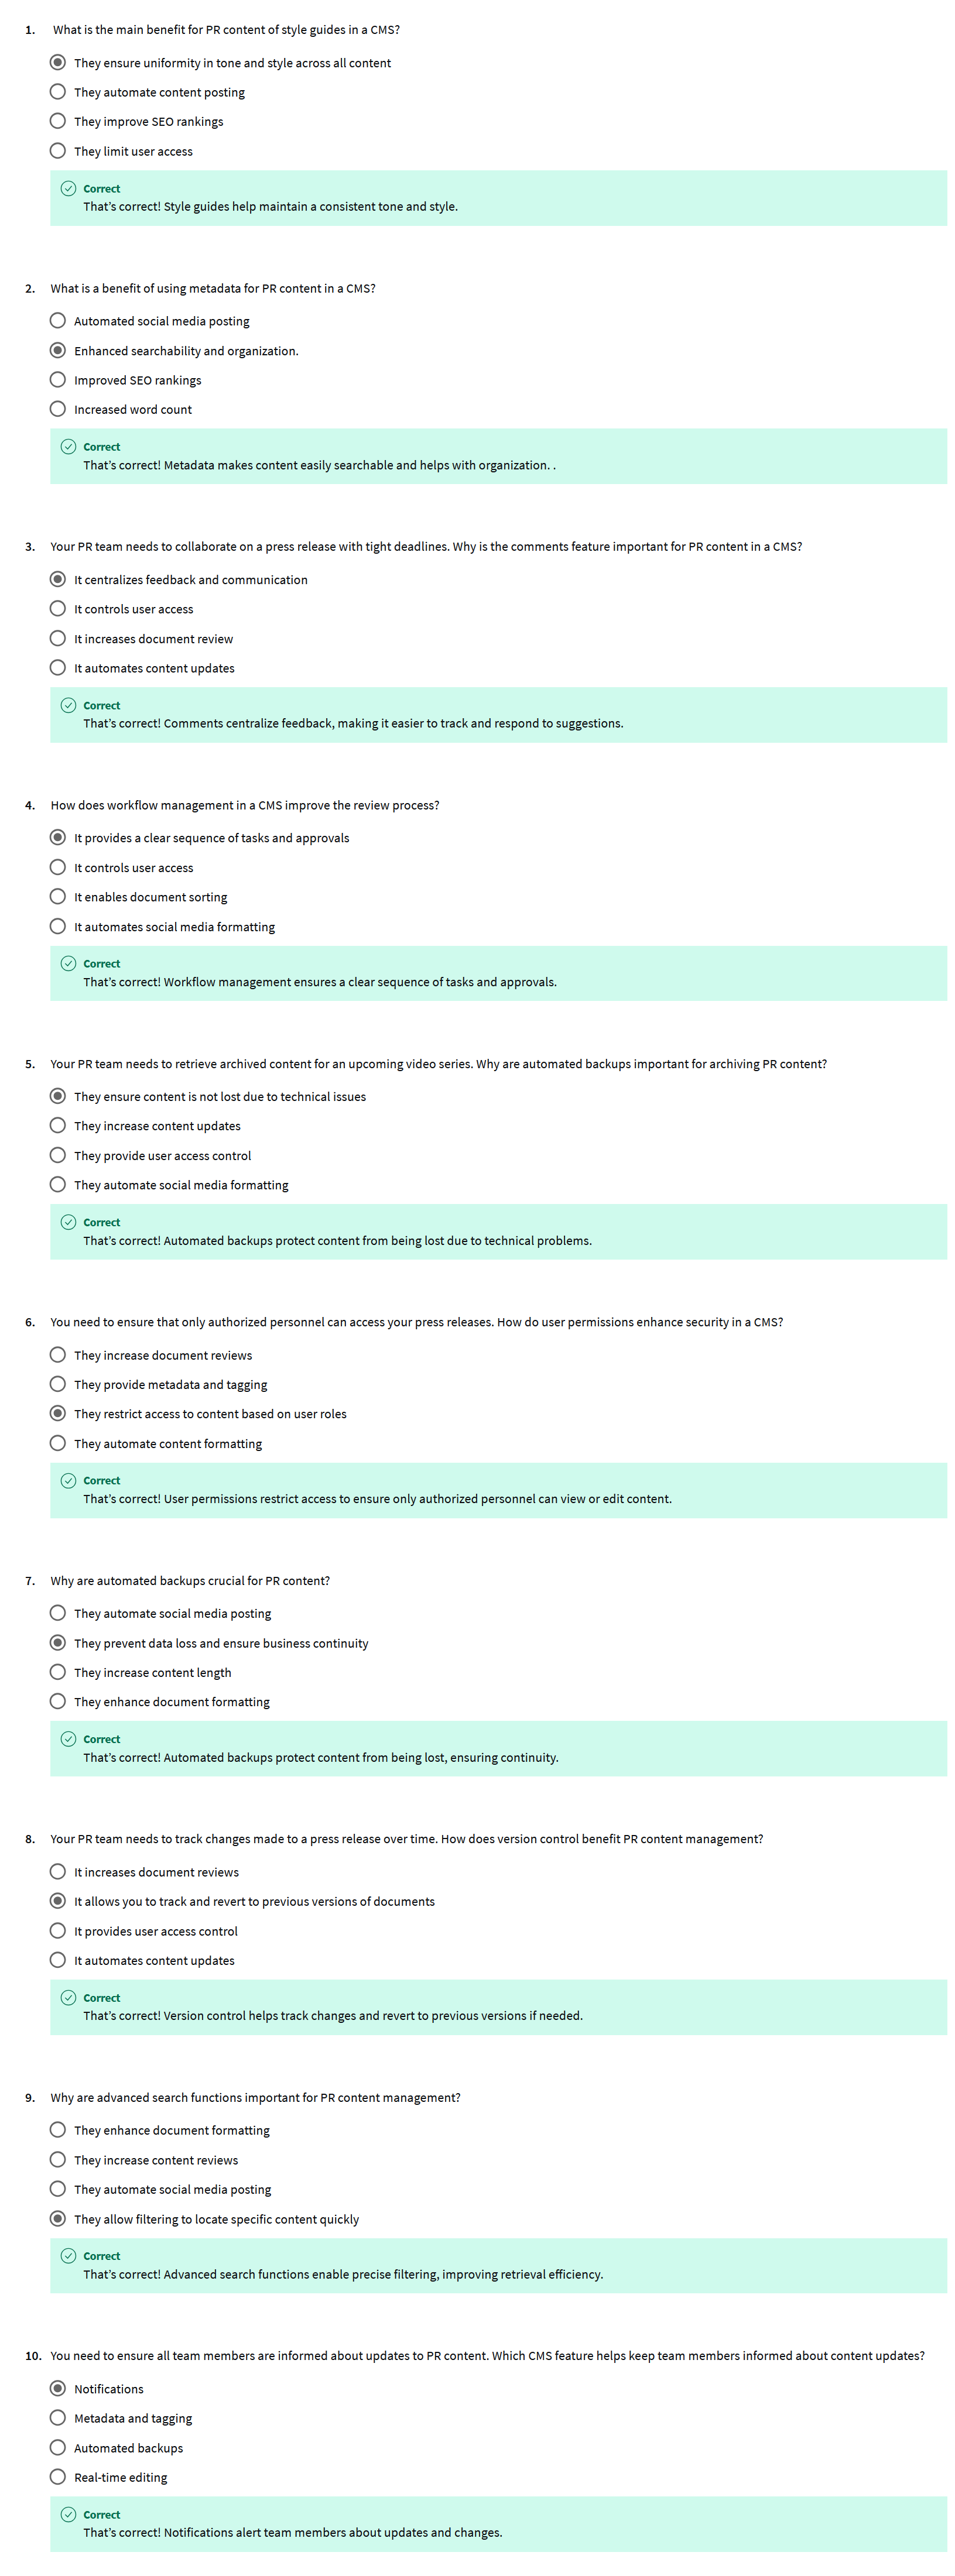 1. What is the main benefit for PR content of style guides in a CMS?
They ensure uniformity in tone and style across all content
They automate content posting
They improve SEO rankings
They limit user access
Correct
That's correct! Style guides help maintain a consistent tone and style.
2. What is a benefit of using metadata for PR content in a CMS?
Automated social media posting
Enhanced searchability and organization.
Improved SEO rankings
Increased word count
Correct
That's correct! Metadata makes content easily searchable and helps with organization. .
3. Your PR team needs to collaborate on a press release with tight deadlines. Why is the comments feature important for PR content in a CMS?
It centralizes feedback and communication
It controls user access
It increases document review
It automates content updates
Correct
That's correct! Comments centralize feedback, making it easier to track and respond to suggestions.
4. How does workflow management in a CMS improve the review process?
It provides a clear sequence of tasks and approvals
It controls user access
It enables document sorting
It automates social media formatting
Correct
That's correct! Workflow management ensures a clear sequence of tasks and approvals.
5. Your PR team needs to retrieve archived content for an upcoming video series. Why are automated backups important for archiving PR content?
They ensure content is not lost due to technical issues
They increase content updates
They provide user access control
They automate social media formatting
Correct
That's correct! Automated backups protect content from being lost due to technical problems.
6. You need to ensure that only authorized personnel can access your press releases. How do user permissions enhance security in a CMS?
They increase document reviews
They provide metadata and tagging
They restrict access to content based on user roles
They automate content formatting
Correct
That's correct! User permissions restrict access to ensure only authorized personnel can view or edit content.
7. Why are automated backups crucial for PR content?
They automate social media posting
They prevent data loss and ensure business continuity
They increase content length
They enhance document formatting
Correct
That's correct! Automated backups protect content from being lost, ensuring continuity.
8. Your PR team needs to track changes made to a press release over time. How does version control benefit PR content management?
It increases document reviews
It allows you to track and revert to previous versions of documents
It provides user access control
It automates content updates
Correct
That's correct! Version control helps track changes and revert to previous versions if needed.
9. Why are advanced search functions important for PR content management?
They enhance document formatting
They increase content reviews
They automate social media posting
They allow filtering to locate specific content quickly
Correct
That's correct! Advanced search functions enable precise filtering, improving retrieval efficiency.
10. You need to ensure all team members are informed about updates to PR content. Which CMS feature helps keep team members informed about content updates?
Notifications
Metadata and tagging
Automated backups
Real-time editing
Correct
That's correct! Notifications alert team members about updates and changes.